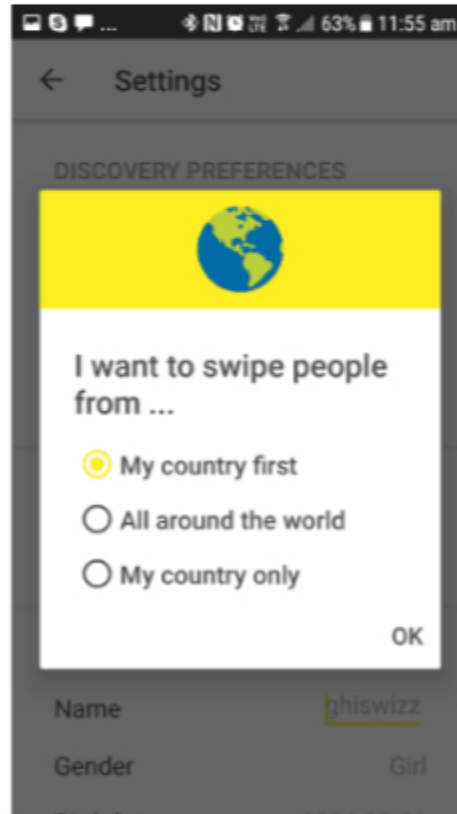 ... 63% 11:55 am
Settings
DISCOVERY PREFERENCES
I want to swipe people
from ...
My country first
All around the world
My country only
OK
Name ghiswizz
Gender Girl